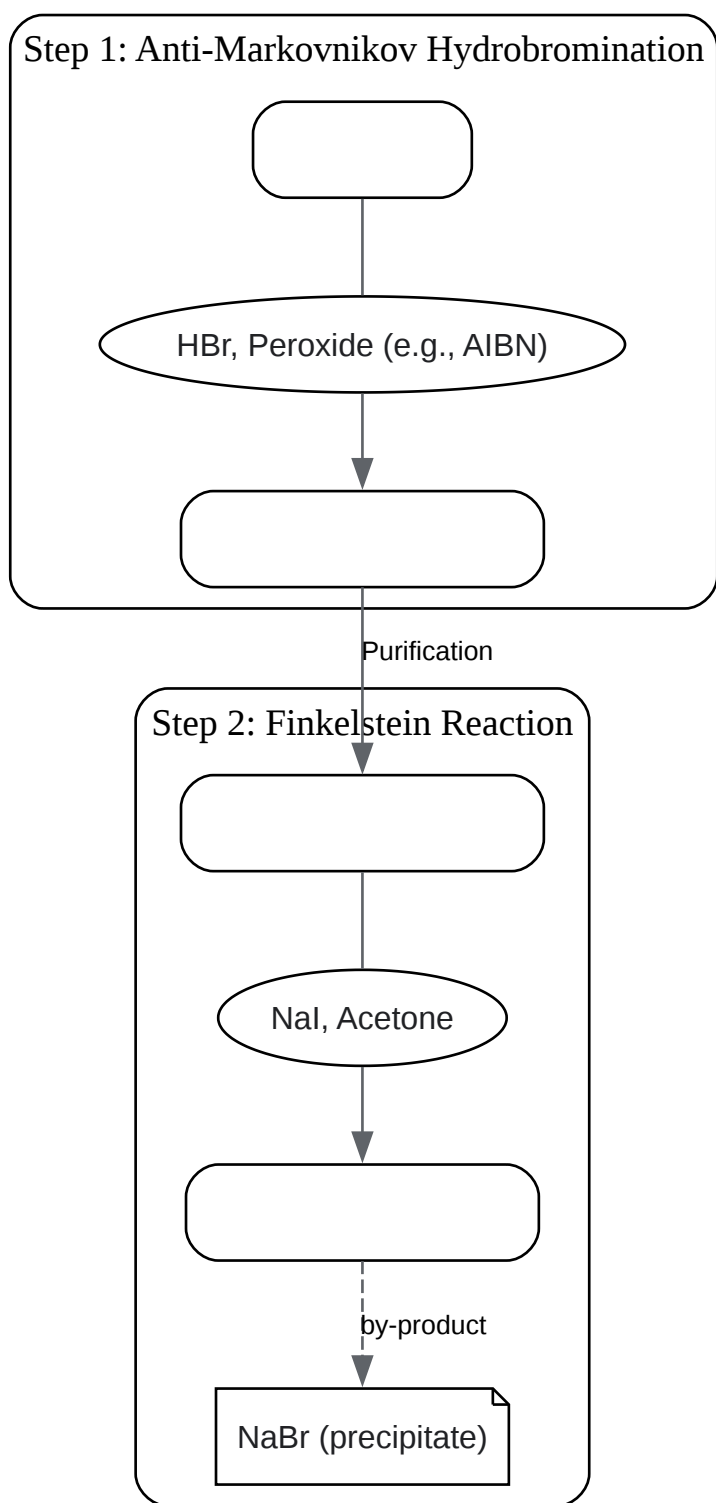 Step 1: Anti-Markovnikov Hydrobromination
HBr, Peroxide (e.g., AIBN)
Purification
Step 2: Finkelstein Reaction
NaI, Acetone
by-product
NaBr (precipitate)